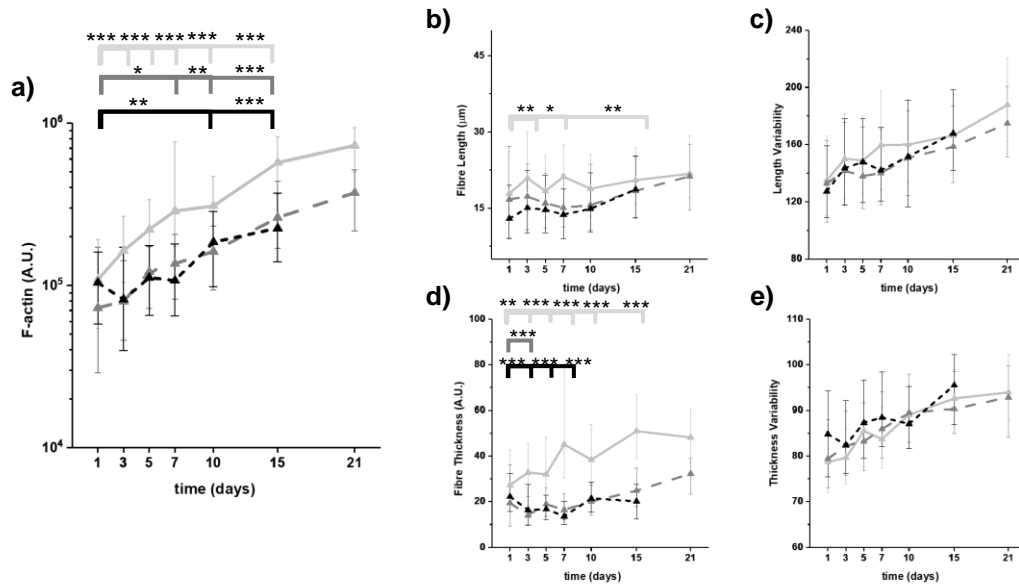 a)
*** *** *** *** ***
* ** ***
** ***
F-actin (A.U.)
10⁶
10⁵
10⁴
1 3 5 7 10 15 21
time (days)
b)
** * **
Fibre Length (μm)
45
30
15
1 3 5 7 10 15 21
time (days)
c)
Length Variability
240
200
160
120
80
1 3 5 7 10 15 21
time (days)
d)
** *** *** *** *** ***
***
*** *** *** ***
Fibre Thickness (A.U.)
100
80
60
40
20
0
1 3 5 7 10 15 21
time (days)
e)
Thickness Variability
110
100
90
80
70
60
1 3 5 7 10 15 21
time (days)